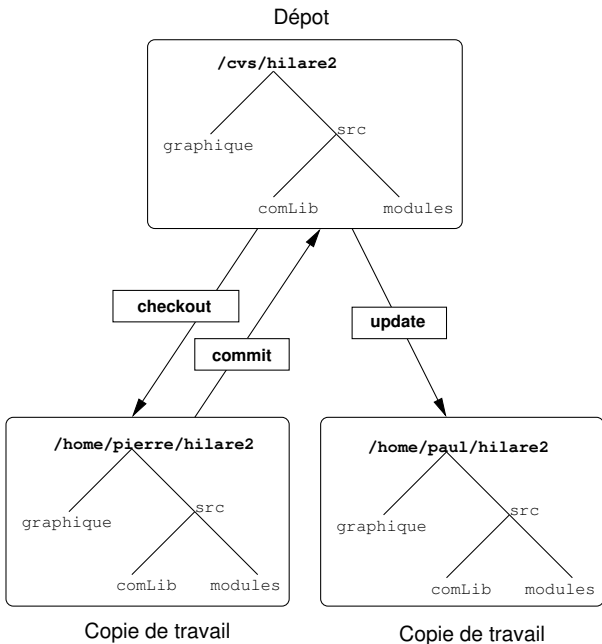 Dépot
/cvs/hilare2
src
graphique
comLib modules
checkout
update
commit
/home/pierre/hilare2
src
graphique
comLib modules
Copie de travail
/home/paul/hilare2
src
graphique
comLib modules
Copie de travail